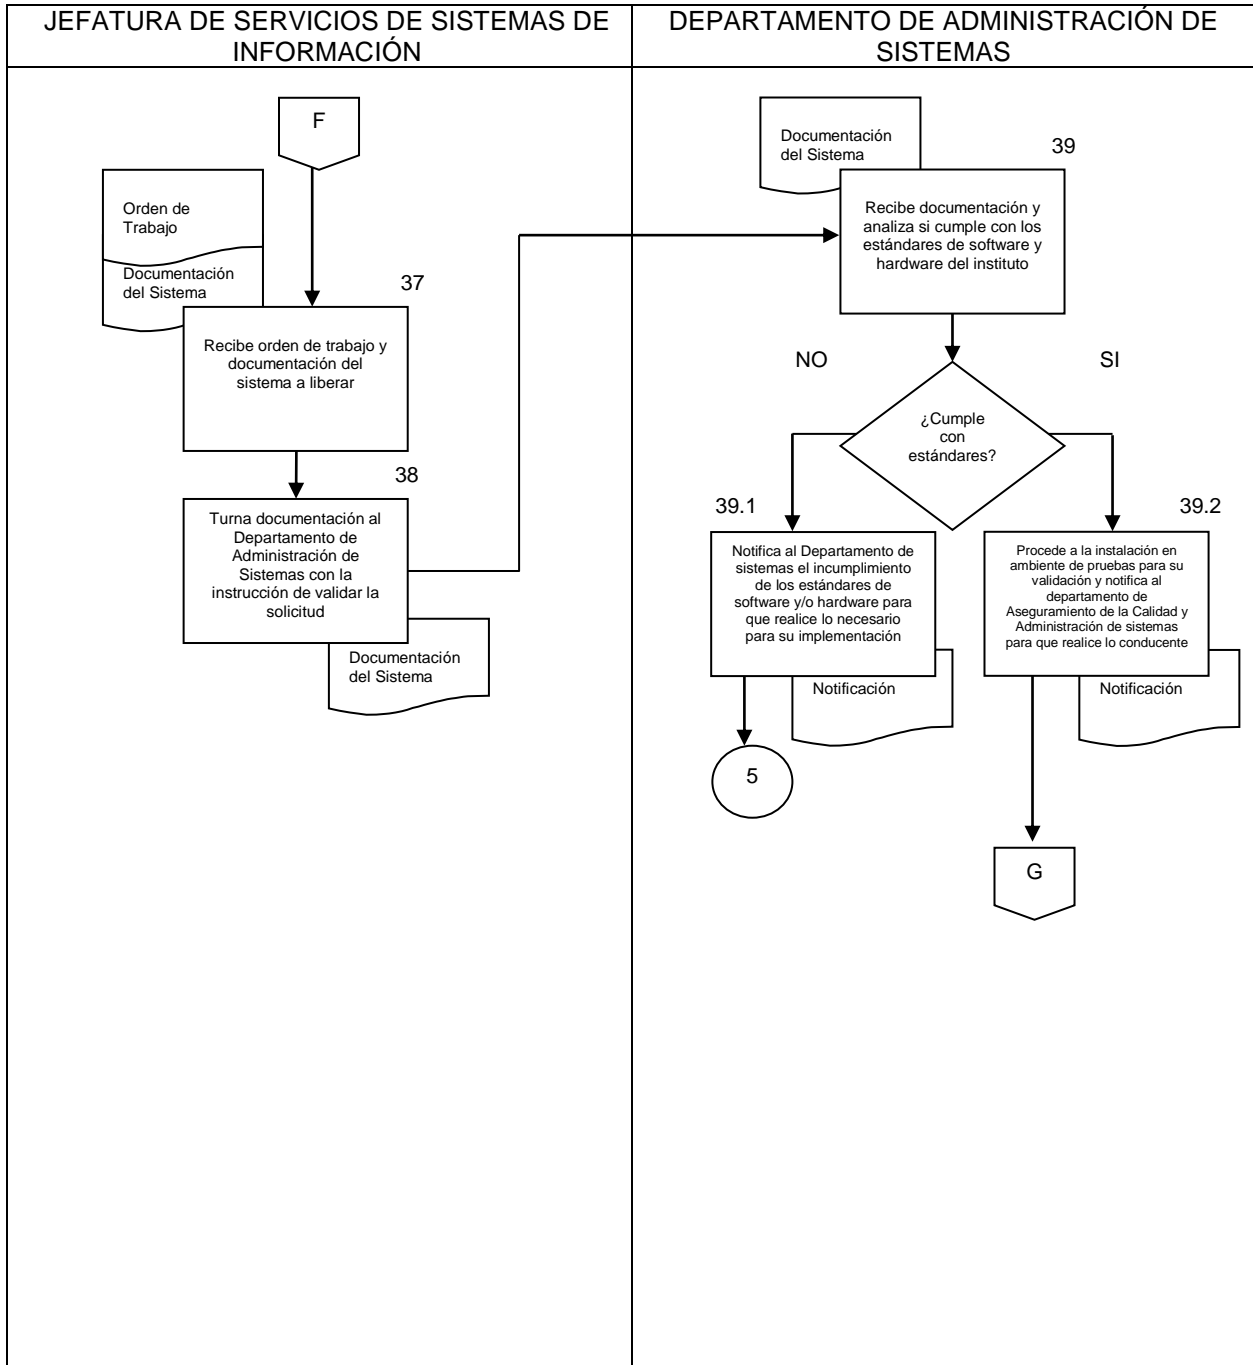 JEFATURA DE SERVICIOS DE SISTEMAS DE
INFORMACIÓN
F
Orden de
Trabajo
Documentación
del Sistema
37
Recibe orden de trabajo y
documentación del
sistema a liberar
38
Turna documentación al
Departamento de
Administración de
Sistemas con la
instrucción de validar la
solicitud
Documentación
del Sistema
DEPARTAMENTO DE ADMINISTRACIÓN DE
SISTEMAS
Documentación
del Sistema
39
Recibe documentación y
analiza si cumple con los
estándares de software y
hardware del instituto
NO
SI
¿Cumple
con
estándares?
39.1
Notifica al Departamento de
sistemas el incumplimiento
de los estándares de
software y/o hardware para
que realice lo necesario
para su implementación
Notificación
5
39.2
Procede a la instalación en
ambiente de pruebas para su
validación y notifica al
departamento de
Aseguramiento de la Calidad y
Administración de sistemas
para que realice lo conducente
Notificación
G